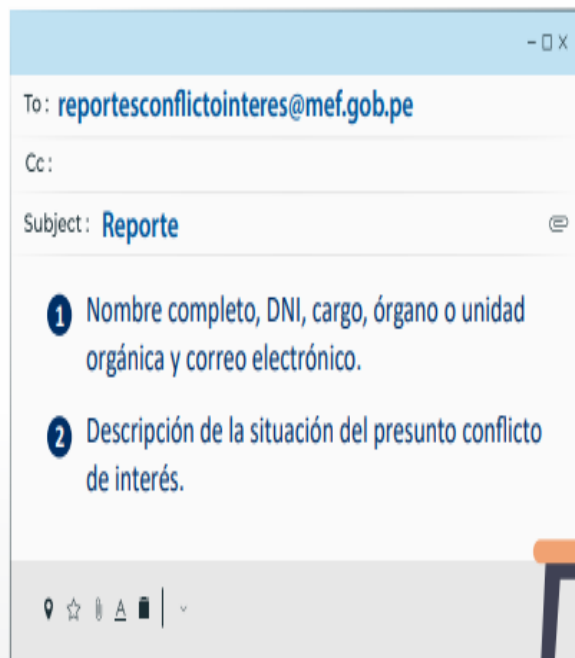 To: reportesconflictointeres@mef.gob.pe
Cc:
Subject: Reporte
1 Nombre completo, DNI, cargo, órgano o unidad
orgánica y correo electrónico.
2 Descripción de la situación del presunto conflicto
de interés.
A